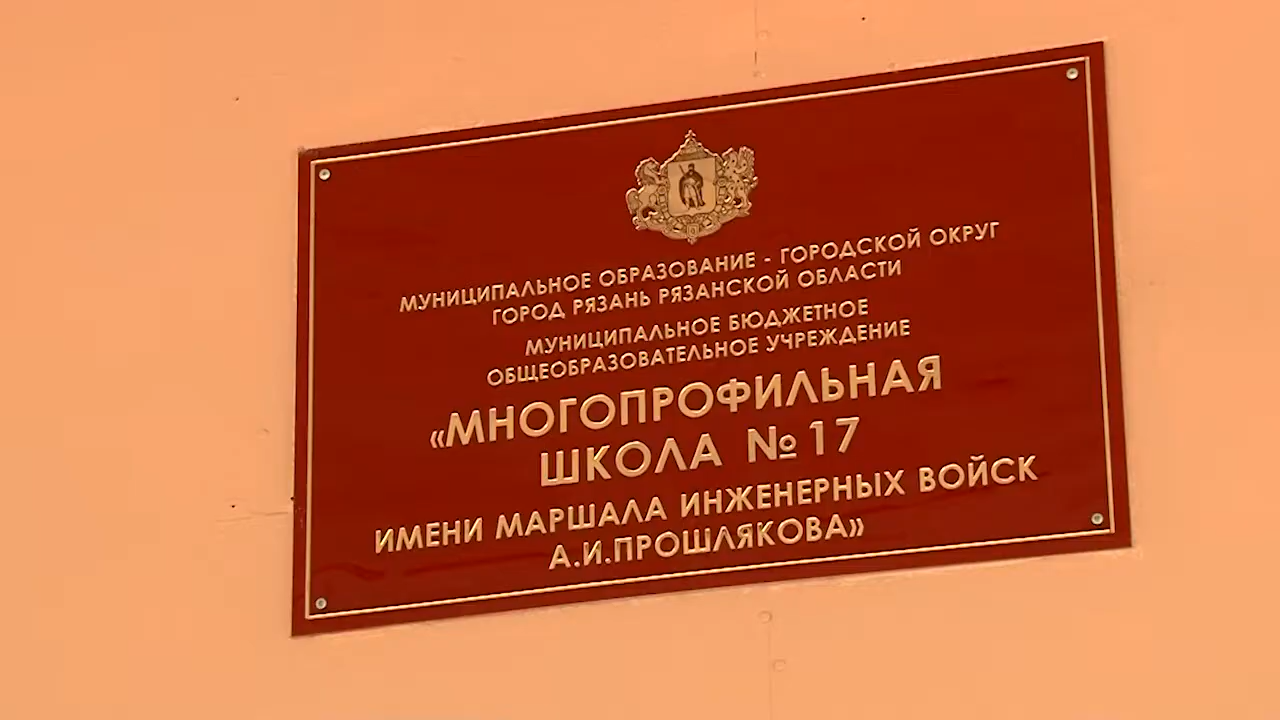 МУНИЦИПАЛЬНОЕ ОБРАЗОВАНИЕ - ГОРОДСКОЙ ОКРУГ
ГОРОД РЯЗАНЬ РЯЗАНСКОЙ ОБЛАСТИ
МУНИЦИПАЛЬНОЕ БЮДЖЕТНОЕ
ОБЩЕОБРАЗОВАТЕЛЬНОЕ УЧРЕЖДЕНИЕ
«МНОГОПРОФИЛЬНАЯ
ШКОЛА №17
ИМЕНИ МАРШАЛА ИНЖЕНЕРНЫХ ВОЙСК
А.И.ПРОШЛЯКОВА»